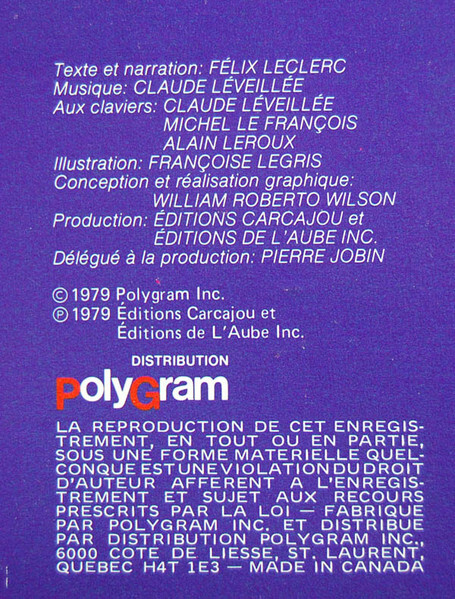 Texte et narration: FÉLIX LECLERC
Musique: CLAUDE LÉVEILLÉE
Aux claviers: CLAUDE LÉVEILLÉE
MICHEL LE FRANÇOIS
ALAIN LEROUX
Illustration: FRANÇOISE LEGRIS
Conception et réalisation graphique:
WILLIAM ROBERTO WILSON
Production: ÉDITIONS CARCAJOU et
ÉDITIONS DE L'AUBE INC.
Délégué à la production: PIERRE JOBIN
© 1979 Polygram Inc.
℗ 1979 Éditions Carcajou et
Éditions de L'Aube Inc.
DISTRIBUTION
PolyGram
LA REPRODUCTION DE CET ENREGIS-
TREMENT, EN TOUT OU EN PARTIE,
SOUS UNE FORME MATERIELLE QUEL-
CONQUE EST UNE VIOLATION DU DROIT
D'AUTEUR AFFERENT A L'ENREGIS-
TREMENT ET SUJET AUX RECOURS
PRESCRITS PAR LA LOI – FABRIQUE
PAR POLYGRAM INC. ET DISTRIBUE
PAR DISTRIBUTION POLYGRAM INC.,
6000 COTE DE LIESSE, ST. LAURENT,
QUEBEC H4T 1E3 – MADE IN CANADA